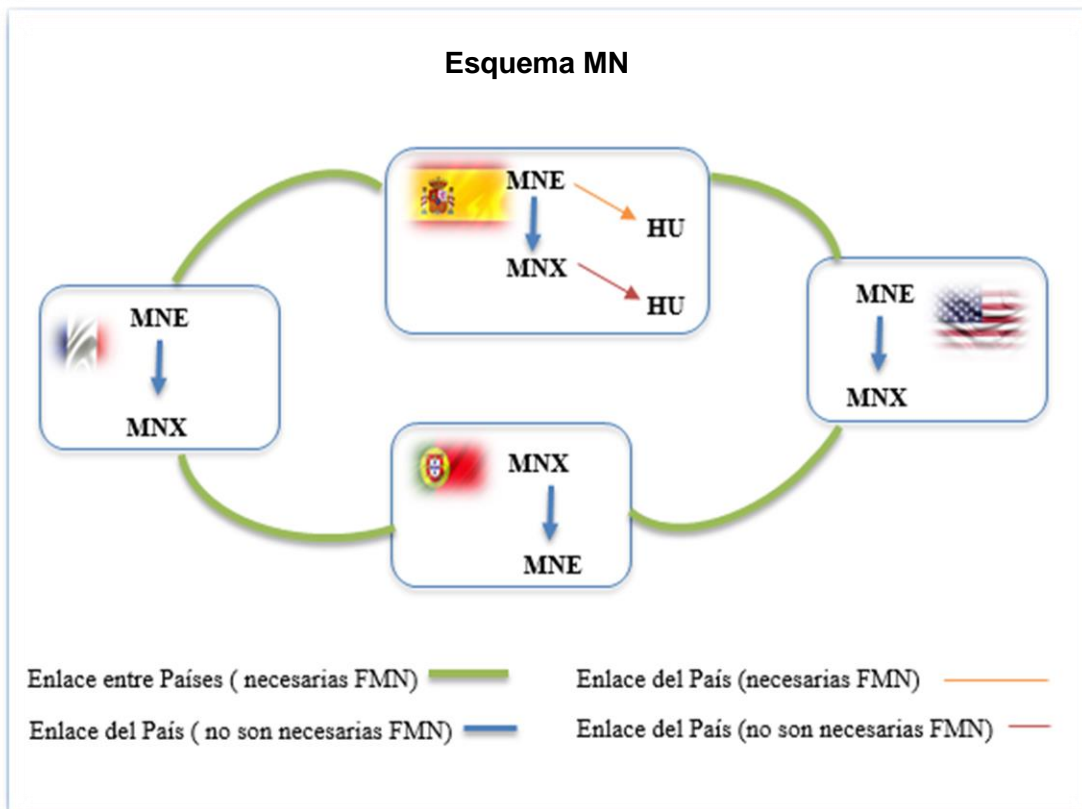 Esquema MN
MNE
HU
MNX
HU
MNE
MNX
MNE
MNX
MNX
MNE
Enlace entre Países ( necesarias FMN)
Enlace del País (necesarias FMN)
Enlace del País ( no son necesarias FMN)
Enlace del País (no son necesarias FMN)